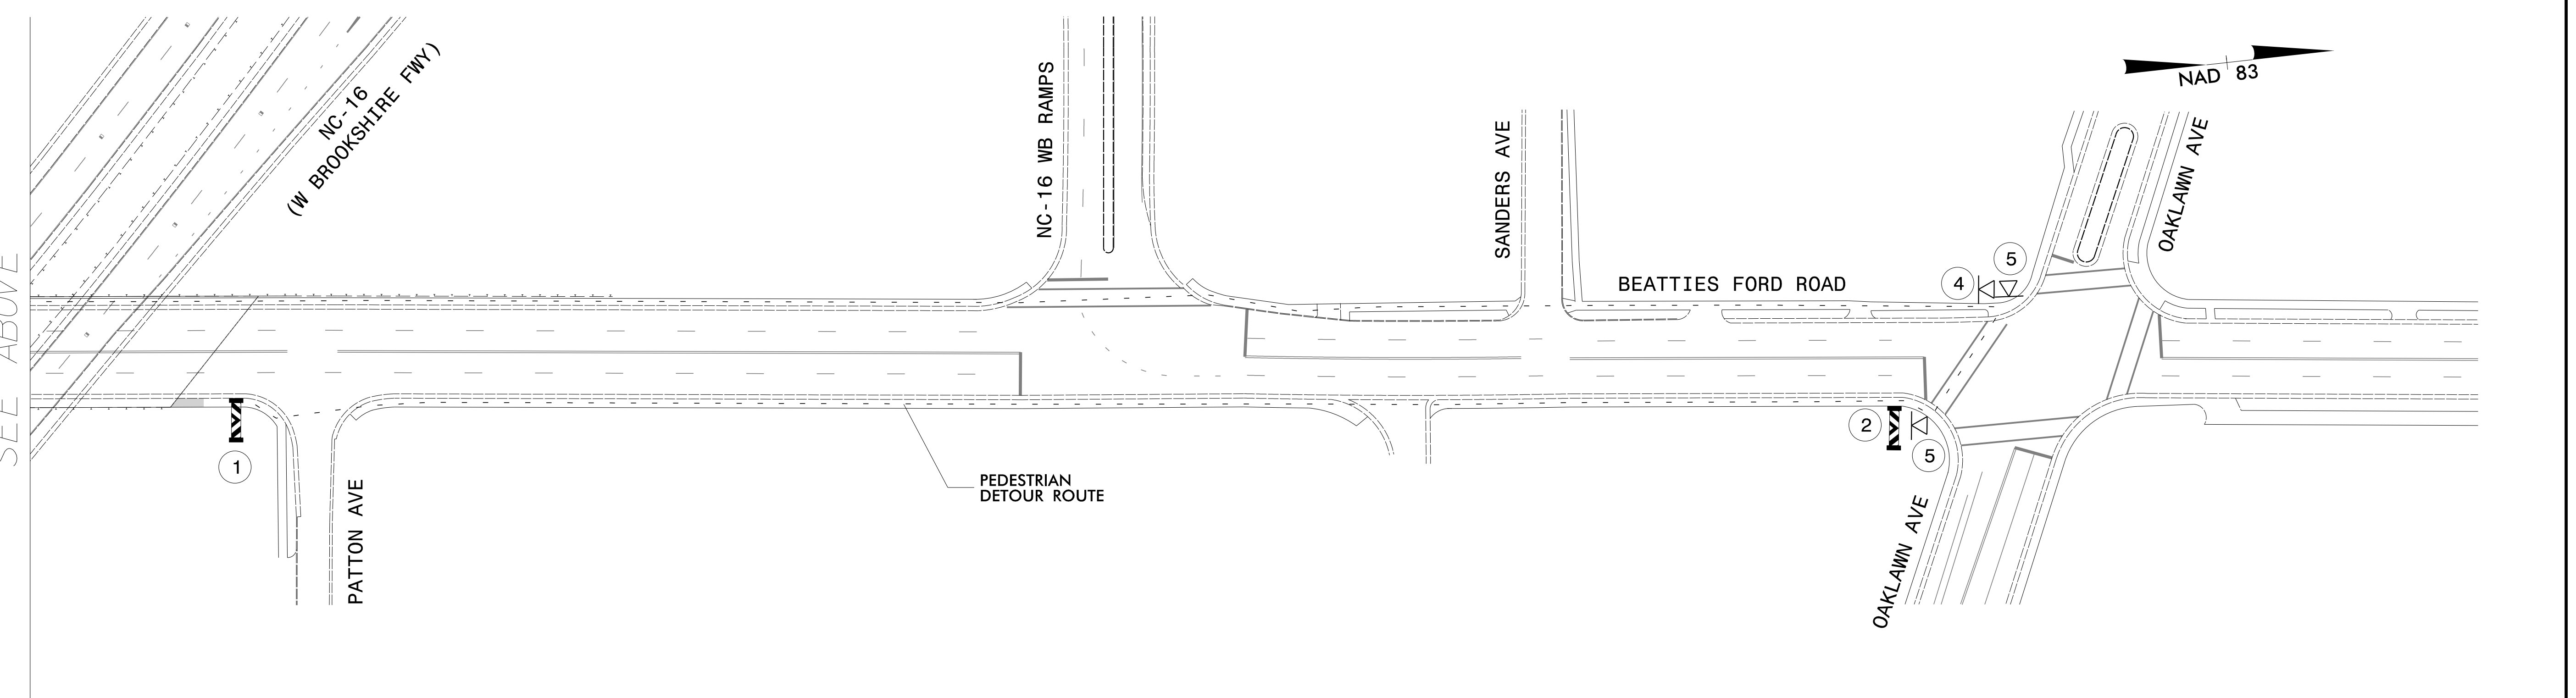 SEE ABOVE
NC-16
(W BROOKSHIRE FWY)
NC-16 WB RAMPS
SANDERS AVE
BEATTIES FORD ROAD
4
5
OAKLAWN AVE
NAD 83
1
PATTON AVE
PEDESTRIAN
DETOUR ROUTE
2
5
OAKLAWN AVE